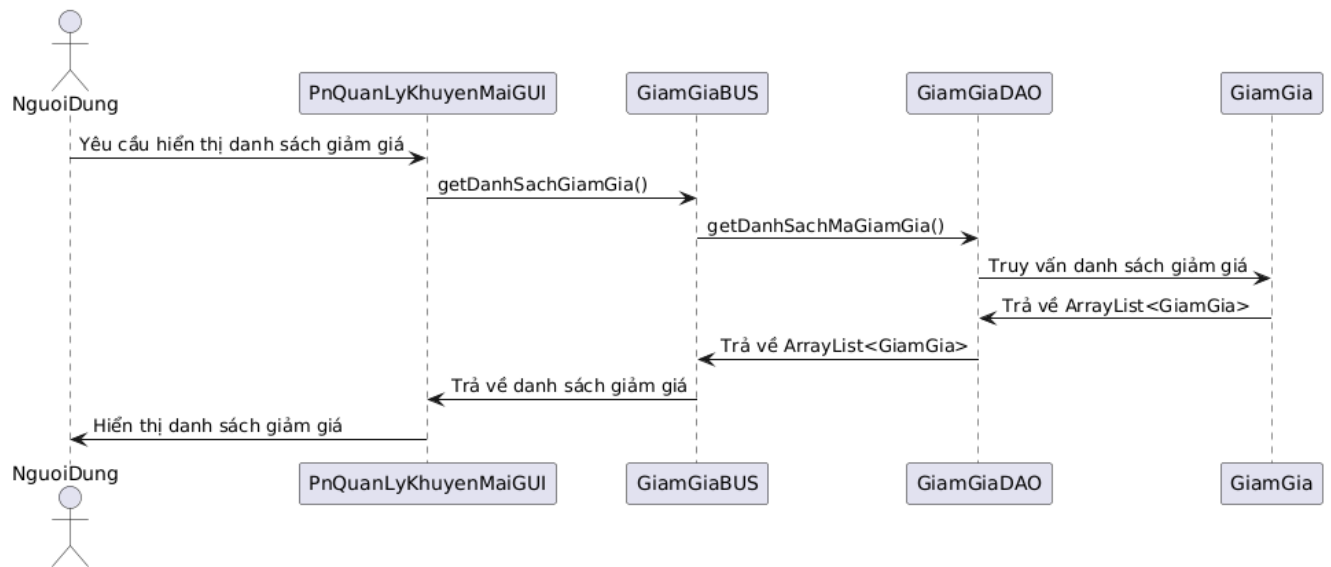 NguoiDung
PnQuanLyKhuyenMaiGUI
GiamGiaBUS
GiamGiaDAO
GiamGia
Yêu cầu hiển thị danh sách giảm giá
getDanhSachGiamGia()
getDanhSachMaGiamGia()
Truy vấn danh sách giảm giá
Trả về ArrayList<GiamGia>
Trả về ArrayList<GiamGia>
Trả về danh sách giảm giá
Hiển thị danh sách giảm giá
NguoiDung
PnQuanLyKhuyenMaiGUI
GiamGiaBUS
GiamGiaDAO
GiamGia